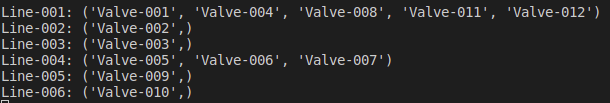 Line-001: ('Valve-001', 'Valve-004', 'Valve-008', 'Valve-011', 'Valve-012')
Line-002: ('Valve-002',)
Line-003: ('Valve-003',)
Line-004: ('Valve-005', 'Valve-006', 'Valve-007')
Line-005: ('Valve-009',)
Line-006: ('Valve-010',)